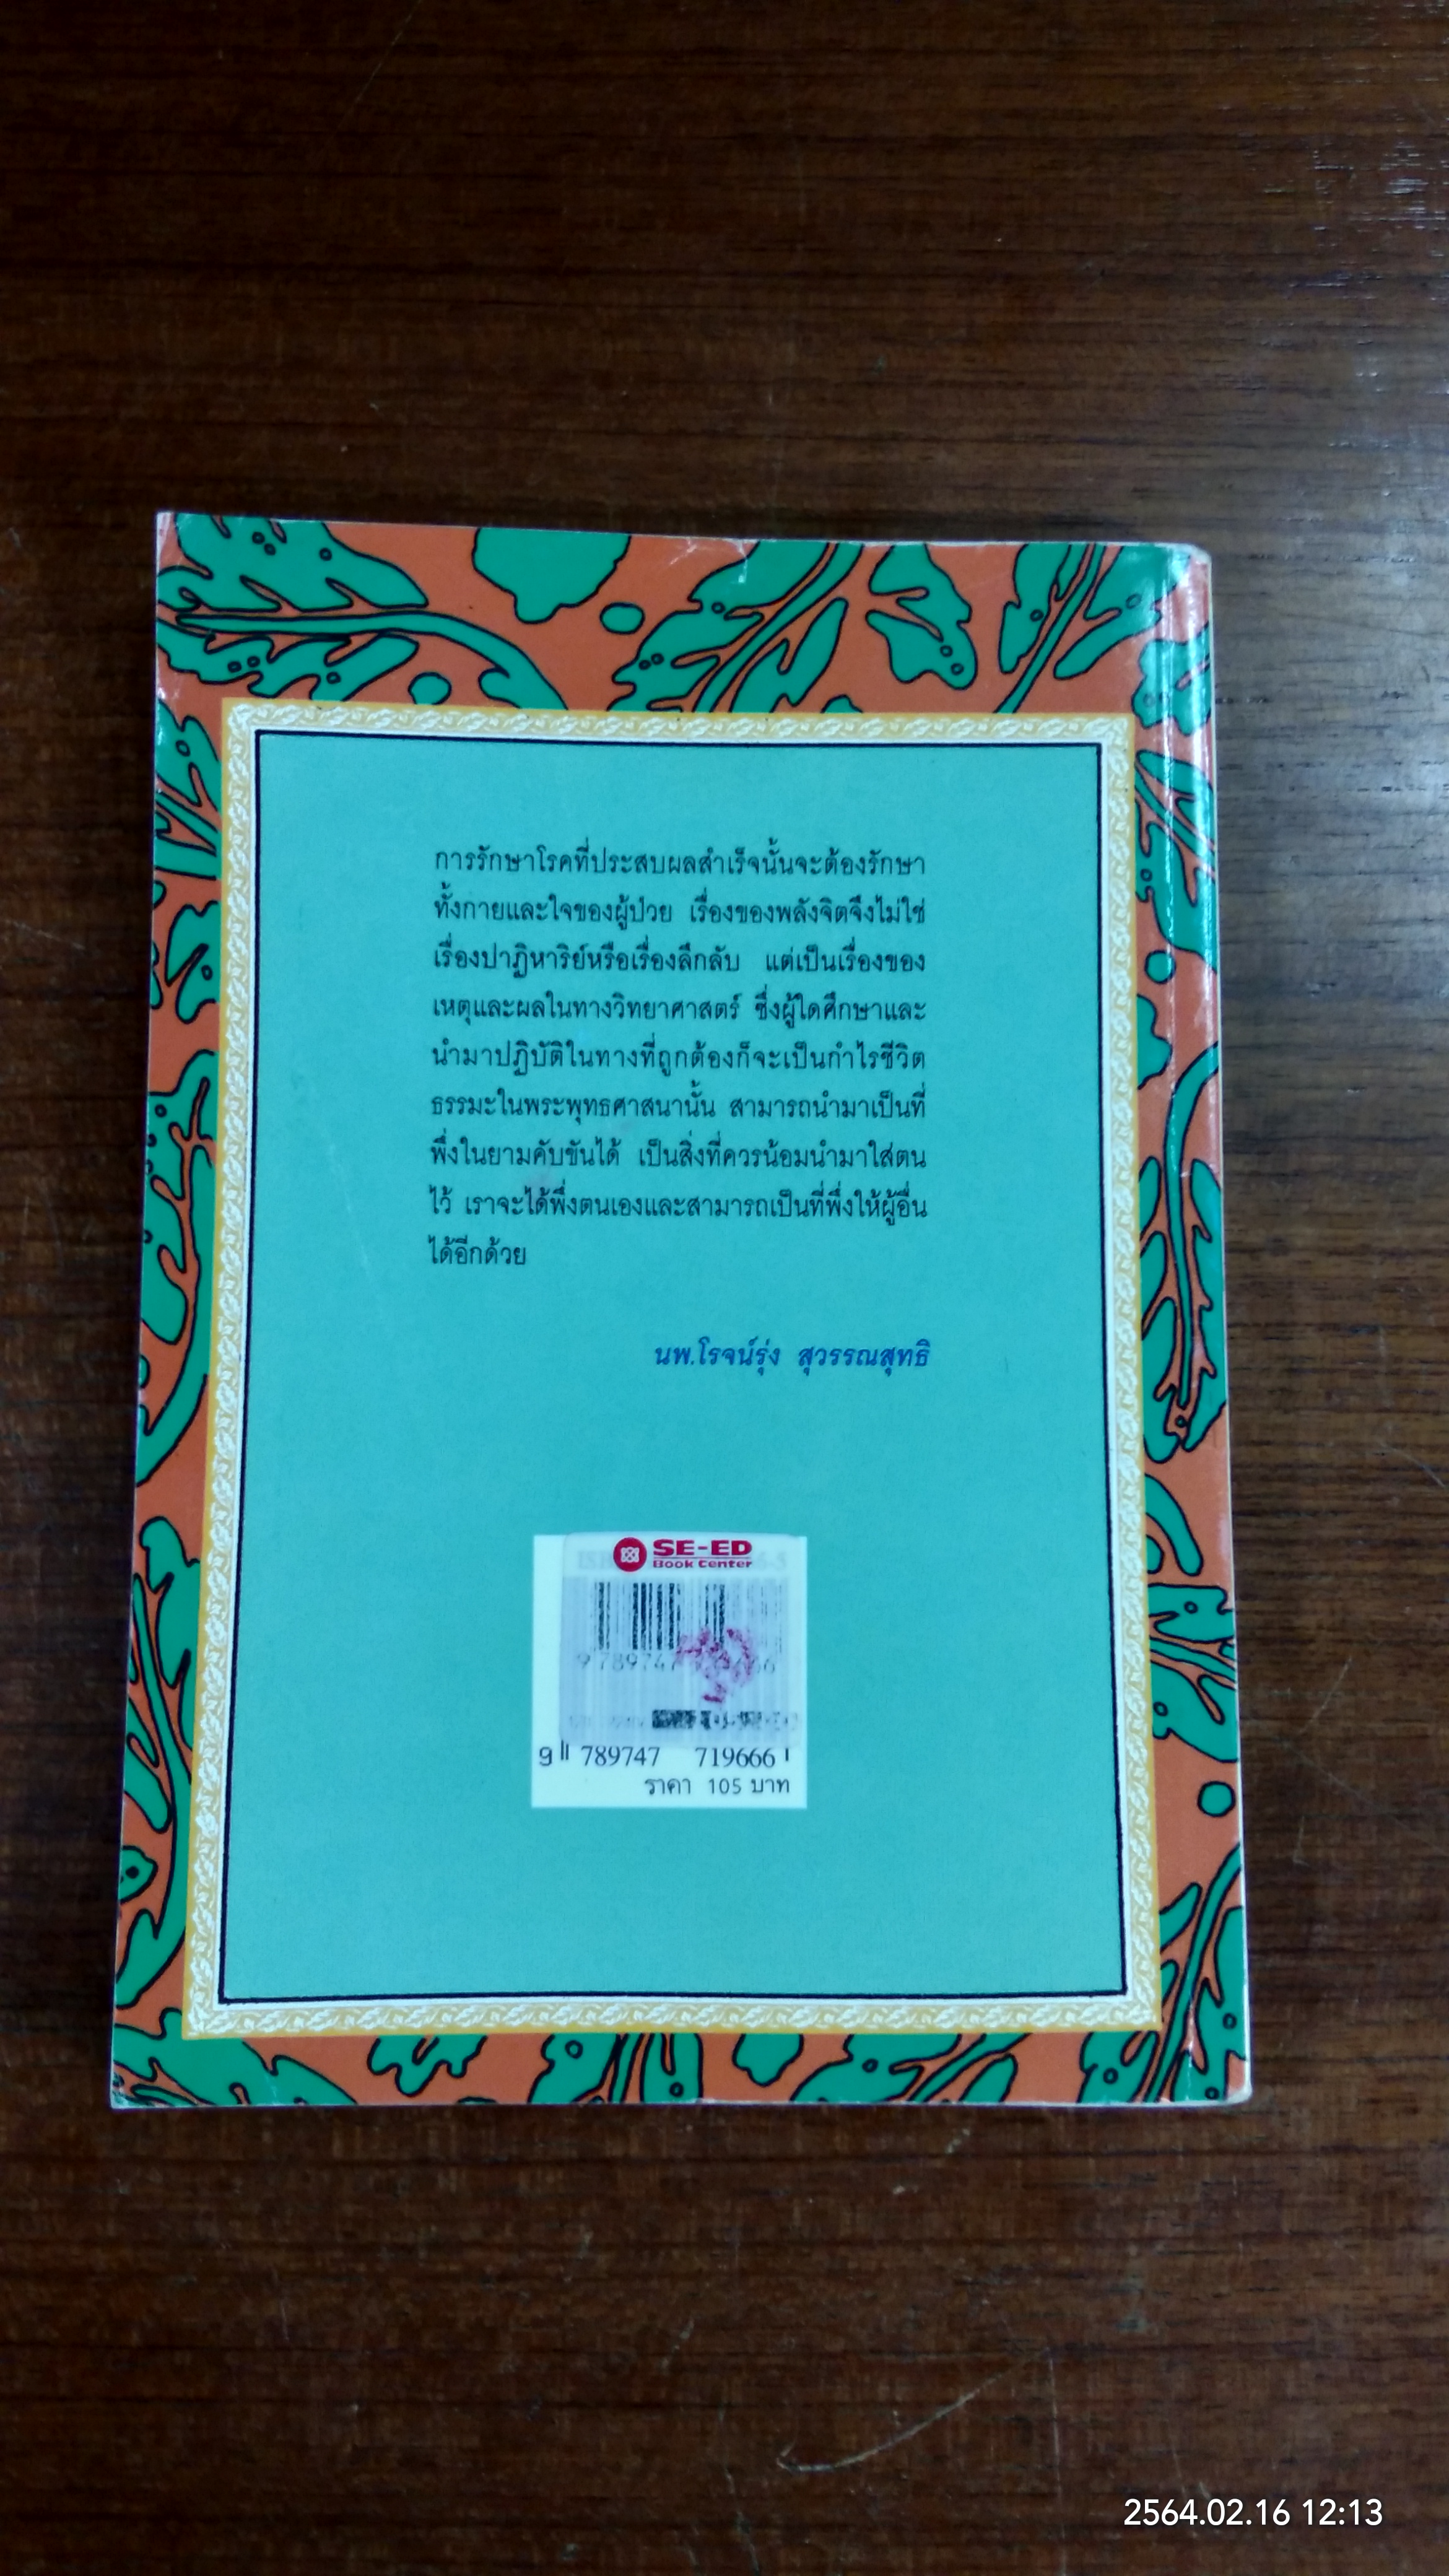 การรักษาโรคที่ประสบผลสำเร็จนั้นจะต้องรักษา
ทั้งกายและใจของผู้ป่วย เรื่องของพลังจิตจึงไม่ใช่
เรื่องปาฏิหาริย์หรือเรื่องลึกลับ แต่เป็นเรื่องของ
เหตุและผลในทางวิทยาศาสตร์ ซึ่งผู้ใดศึกษาและ
นำมาปฏิบัติในทางที่ถูกต้องก็จะเป็นกำไรชีวิต
ธรรมะในพระพุทธศาสนานั้น สามารถนำมาเป็นที่
พึ่งในยามคับขันได้ เป็นสิ่งที่ควรน้อมนำมาใส่ตน
ไว้ เราจะได้พึ่งตนเองและสามารถเป็นที่พึ่งให้ผู้อื่น
ได้อีกด้วย
นพ.โรจน์รุ่ง สุวรรณสุทธิ
SE-ED
Book Center
9 789747 719666
ราคา 105 บาท
2564.02.16 12:13